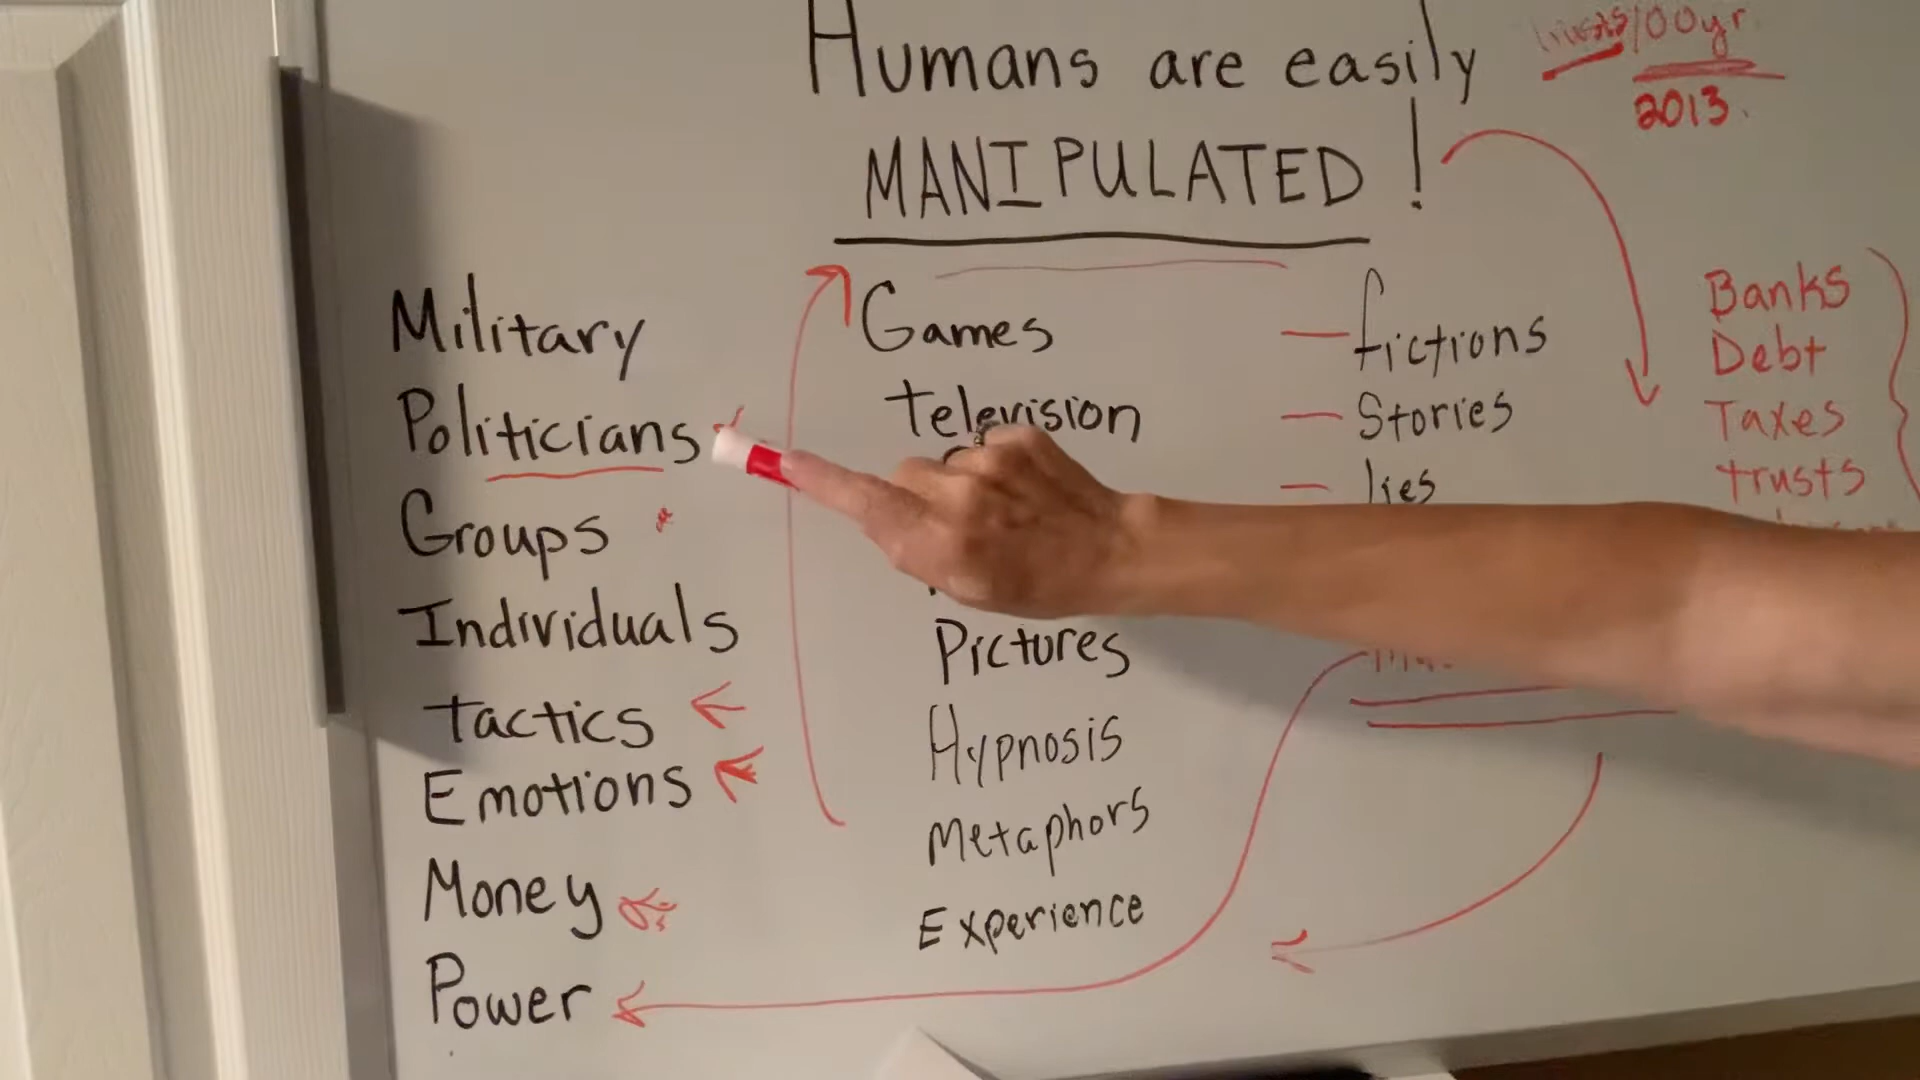 Humans are easily
MANIPULATED!
100yr.
2013.
Military
Politicians
Groups
Individuals
Tactics
Emotions
Money
Power
Games
Television
Pictures
Hypnosis
Metaphors
Experience
fictions
Stories
lies
Banks
Debt
Taxes
trusts